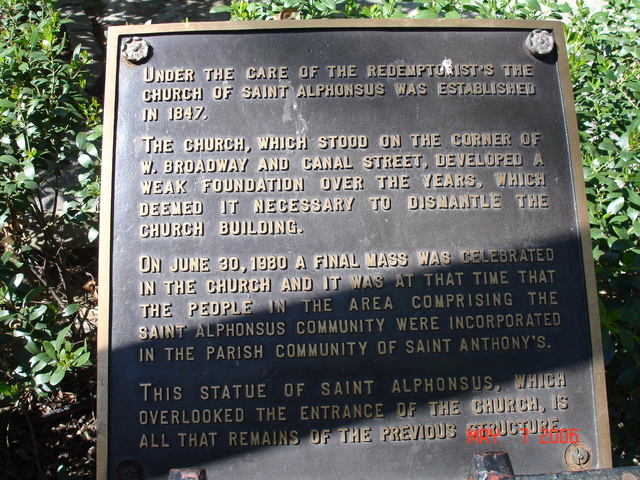 UNDER THE CARE OF THE REDEMPTORIST'S THE
CHURCH OF SAINT ALPHONSUS WAS ESTABLISHED
IN 1847.
THE CHURCH, WHICH STOOD ON THE CORNER OF
W. BROADWAY AND CANAL STREET, DEVELOPED A
WEAK FOUNDATION OVER THE YEARS, WHICH
DEEMED IT NECESSARY TO DISMANTLE THE
CHURCH BUILDING.
ON JUNE 30, 1980 A FINAL MASS WAS CELEBRATED
IN THE CHURCH AND IT WAS AT THAT TIME THAT
THE PEOPLE IN THE AREA COMPRISING THE
SAINT ALPHONSUS COMMUNITY WERE INCORPORATED
IN THE PARISH COMMUNITY OF SAINT ANTHONY'S.
THIS STATUE OF SAINT ALPHONSUS, WHICH
OVERLOOKED THE ENTRANCE OF THE CHURCH, IS
ALL THAT REMAINS OF THE PREVIOUS STRUCTURE
MAY 7 2006